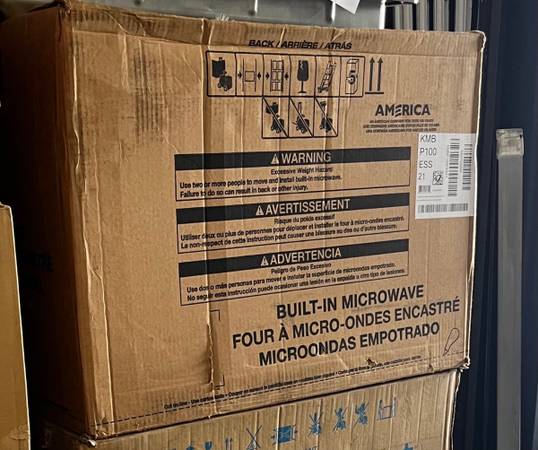 BACK / ARRIÈRE / ATRÁS
AMERICA
KMB
P100
ESS
21
WARNING
Excessive Weight Hazard
Use two or more people to move and install built-in microwave.
Failure to do so can result in back or other injury.
AVERTISSEMENT
Risque du poids excessif
Utiliser deux ou plus de personnes pour déplacer et installer le four à micro-ondes encastré.
Le non-respect de cette instruction peut causer une blessure au dos ou d'autre blessure.
ADVERTENCIA
Peligro de Peso Excesivo
Use dos o más personas para mover e instalar la superficie de microondas empotrado.
No seguir esta instrucción puede ocasionar una lesión en la espalda u otro tipo de lesiones.
BUILT-IN MICROWAVE
FOUR À MICRO-ONDES ENCASTRÉ
MICROONDAS EMPOTRADO